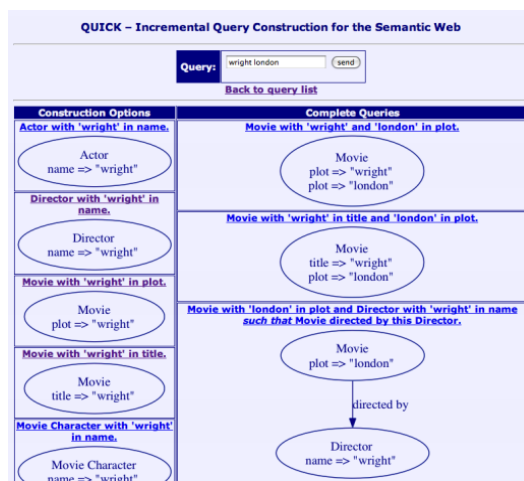 QUICK – Incremental Query Construction for the Semantic Web
Query:
wright london
send
Back to query list
Construction Options
Actor with 'wright' in name.
Actor
name => "wright"
Director with 'wright' in
name.
Director
name => "wright"
Movie with 'wright' in plot.
Movie
plot => "wright"
Movie with 'wright' in title.
Movie
title => "wright"
Movie Character with 'wright'
in name.
Movie Character
name => "wright"
Complete Queries
Movie with 'wright' and 'london' in plot.
Movie
plot => "wright"
plot => "london"
Movie with 'wright' in title and 'london' in plot.
Movie
title => "wright"
plot => "london"
Movie with 'london' in plot and Director with 'wright' in name
such that Movie directed by this Director.
Movie
plot => "london"
directed by
Director
name => "wright"